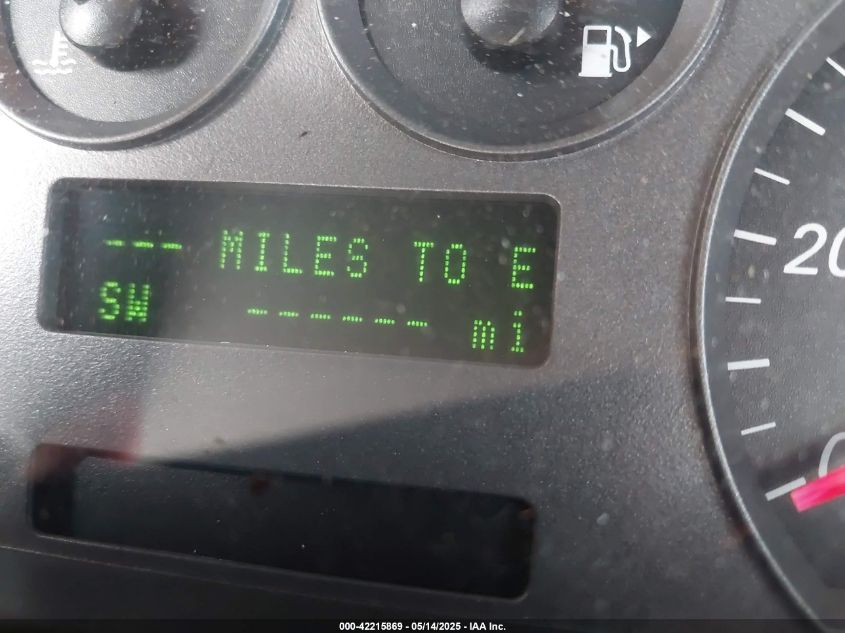 20
--- MILES TO E
SW ------ mi
000-42215869 - 05/14/2025 - IAA Inc.